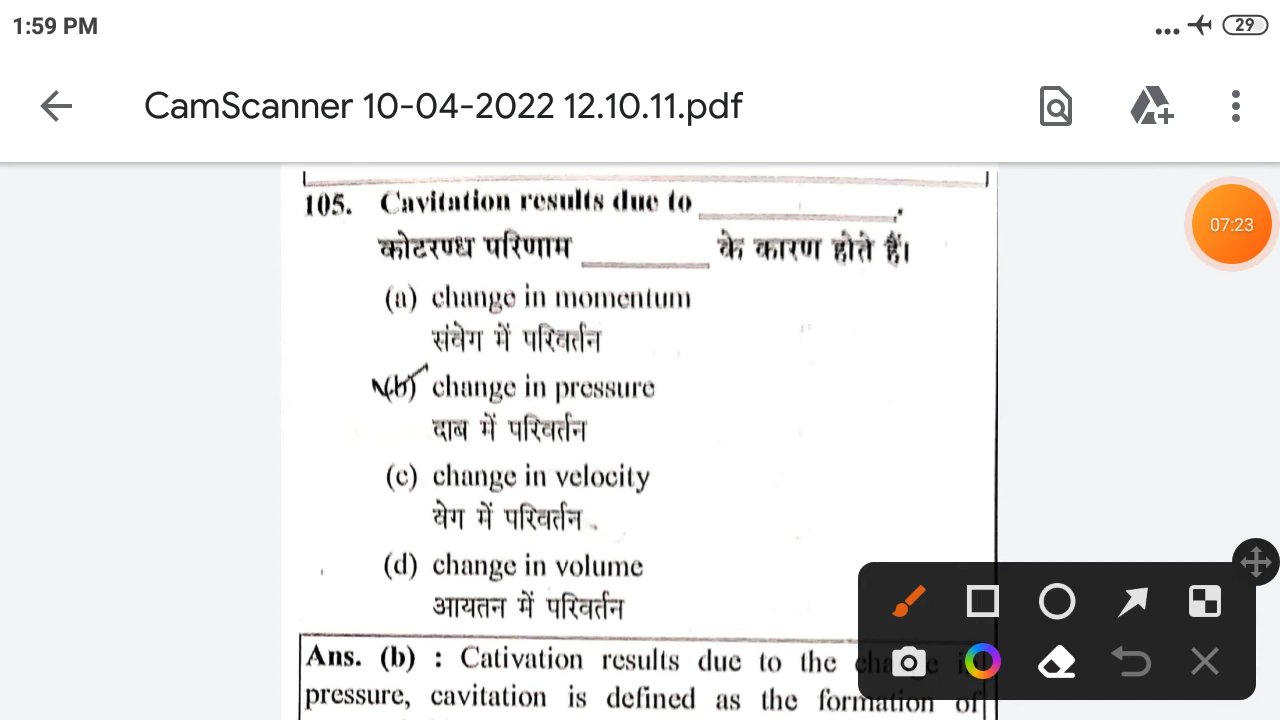 1:59 PM
29
CamScanner 10-04-2022 12.10.11.pdf
07:23
105. Cavitation results due to ____________.
कोटरण्ध परिणाम _________ के कारण होते हैं।
(a) change in momentum
संवेग में परिवर्तन
(b) change in pressure
दाब में परिवर्तन
(c) change in velocity
वेग में परिवर्तन
(d) change in volume
आयतन में परिवर्तन
Ans. (b) : Cativation results due to the
pressure, cavitation is defined as the formation of